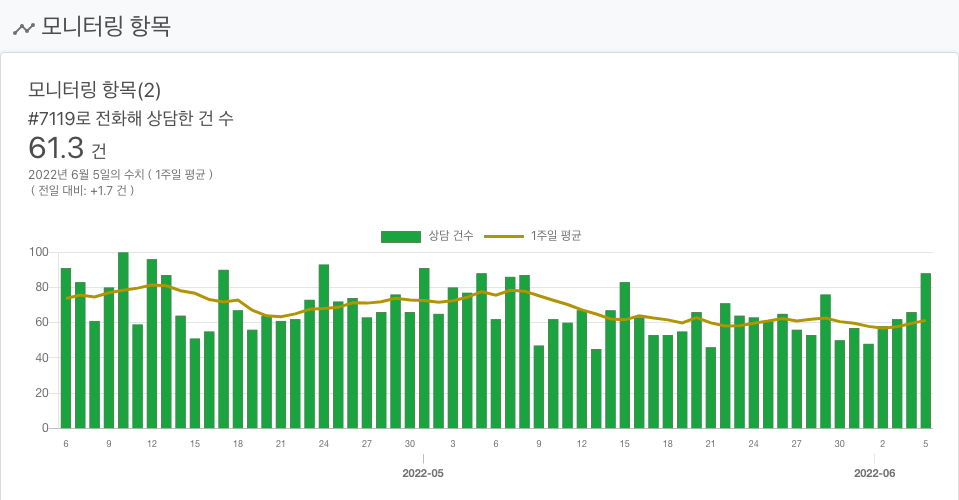 모니터링 항목
모니터링 항목(2)
#7119로 전화해 상담한 건 수
61.3 건
2022년 6월 5일의 수치 ( 1주일 평균 )
( 전일 대비: +1.7 건 )
상담 건수 1주일 평균
100
80
60
40
20
0
6 9 12 15 18 21 24 27 30 3 6 9 12 15 18 21 24 27 30 2 5
2022-05 2022-06